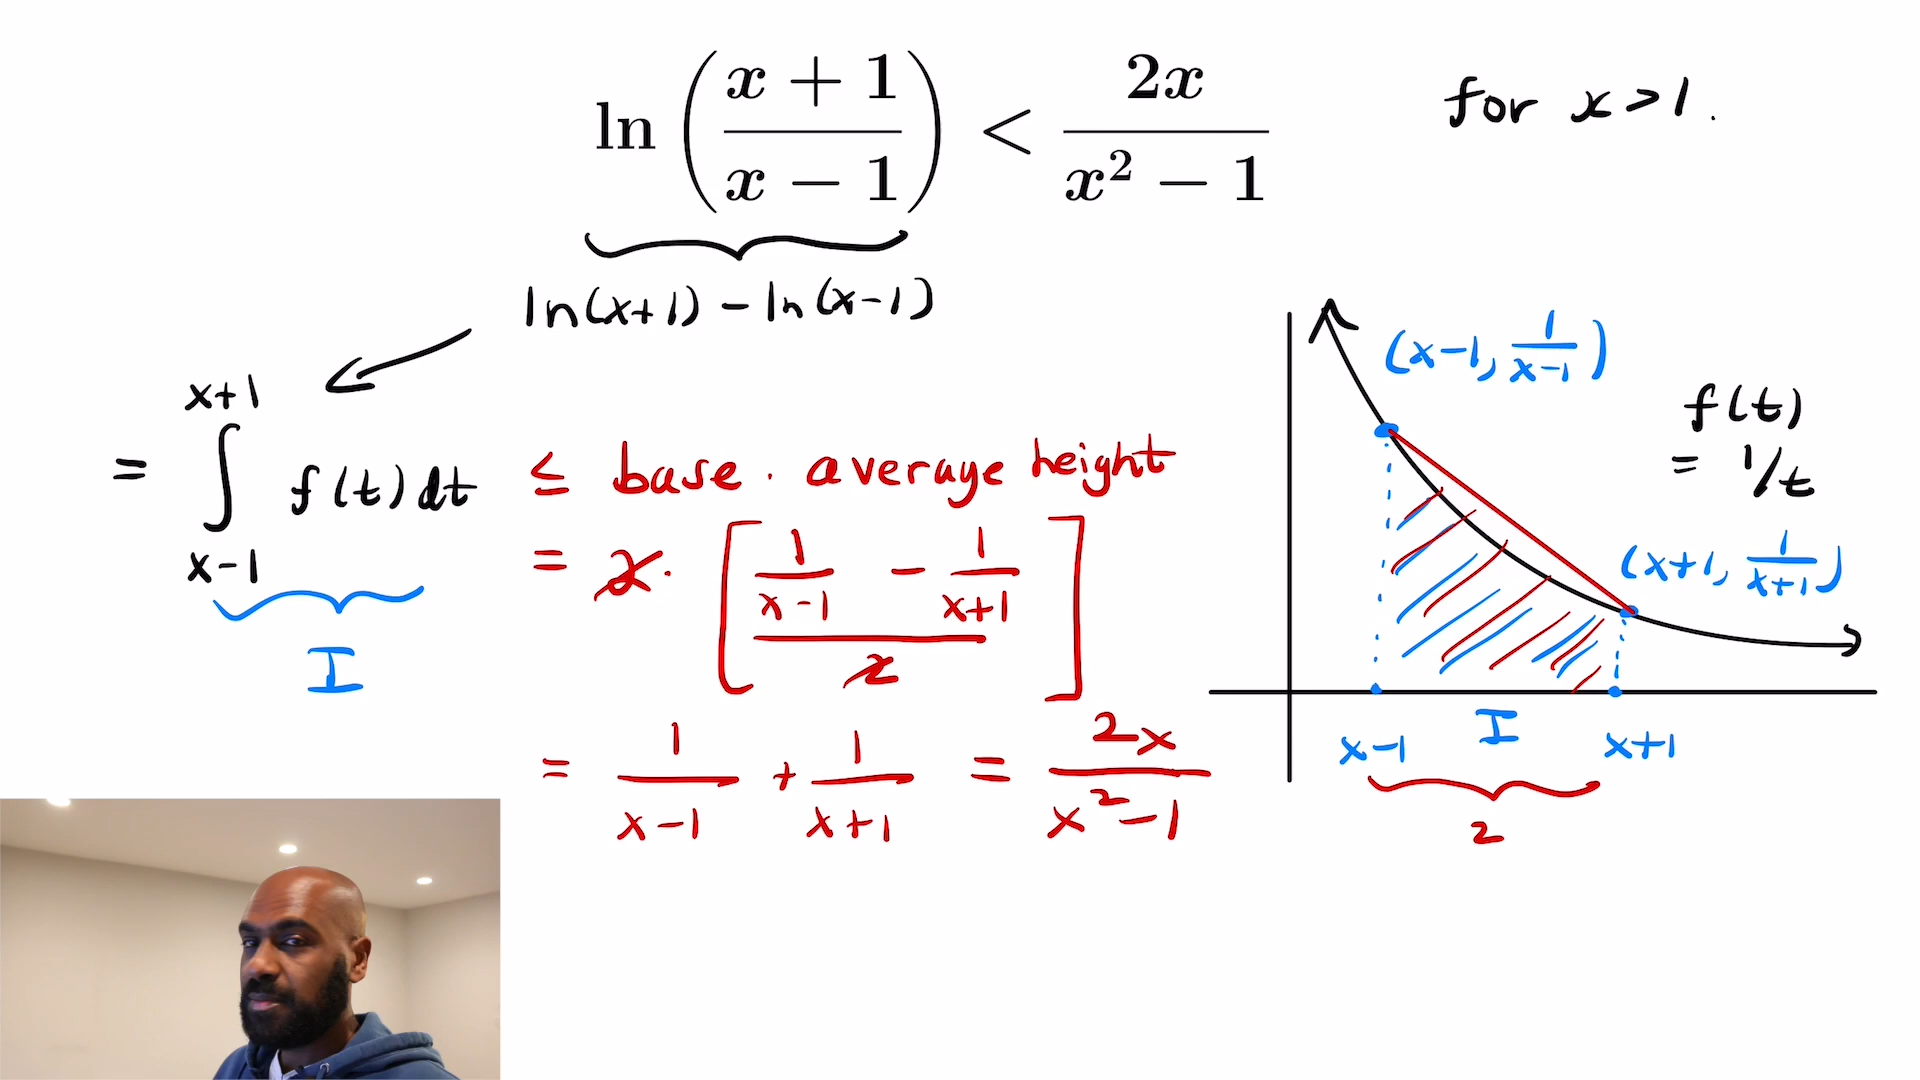 ln((x+1)/(x−1)) < 2x/(x²−1) for x>1.
ln(x+1) − ln(x−1)
= ∫_{x−1}^{x+1} f(t)dt ≤ base · average height
I
= 2 · [(1/(x−1) − 1/(x+1))/2]
= 1/(x−1) + 1/(x+1) = 2x/(x²−1)
(x−1, 1/(x−1))
f(t)
= 1/t
(x+1, 1/(x+1))
x−1 I x+1
2